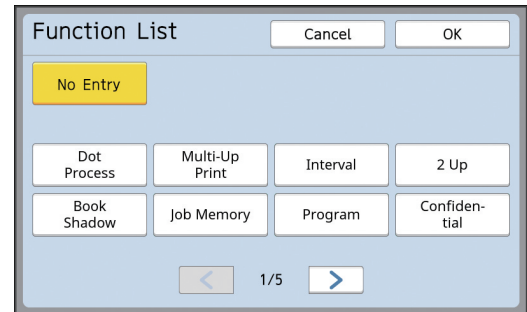 Function List
Cancel
OK
No Entry
Dot
Process
Multi-Up
Print
Interval
2 Up
Book
Shadow
Job Memory
Program
Confiden-
tial
1/5